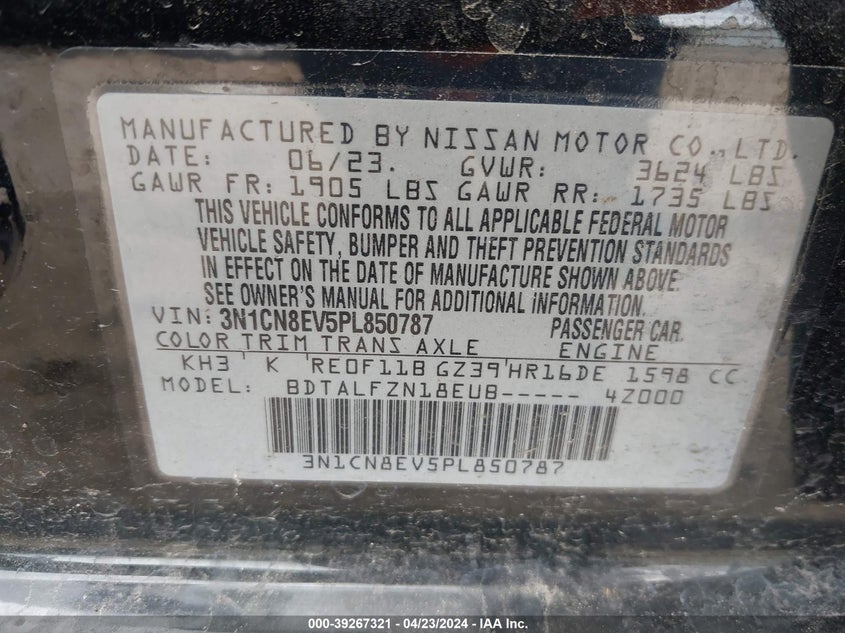 MANUFACTURED BY NISSAN MOTOR CO., LTD.
DATE: 06/23. GVWR: 3624 LBS
GAWR FR: 1905 LBS GAWR RR: 1735 LBS
THIS VEHICLE CONFORMS TO ALL APPLICABLE FEDERAL MOTOR
VEHICLE SAFETY, BUMPER AND THEFT PREVENTION STANDARDS
IN EFFECT ON THE DATE OF MANUFACTURE SHOWN ABOVE.
SEE OWNER'S MANUAL FOR ADDITIONAL INFORMATION.
VIN: 3N1CN8EV5PL850787 PASSENGER CAR.
COLOR TRIM TRANS AXLE ENGINE
KH3 K RE0F11B GZ39 HR16DE 1598 CC
MODEL: BDTALFZN18EUB----- 4Z000
3N1CN8EV5PL850787
000-39267321 - 04/23/2024 - IAA Inc.